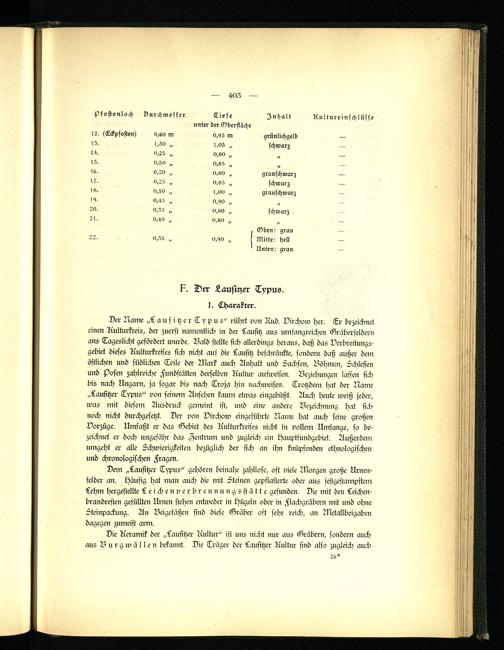 — 403 —
Pfostenloch Durchmesser Tiefe Inhalt Kultureinschlüsse
unter der Oberfläche
12. (Eckpfosten) 0,40 m 0,95 m grünlichgelb —
13. 1,50 „ 1,05 „ schwarz —
14. 0,25 „ 0,80 „ „ —
15. 0,50 „ 0,85 „ „ —
16. 0,20 „ 0,80 „ grauschwarz —
17. 0,25 „ 0,85 „ schwarz —
18. 0,50 „ 1,00 „ grauschwarz —
19. 0,45 „ 0,90 „ „ —
20. 0,35 „ 0,80 „ schwarz —
21. 0,40 „ 0,80 „ „ —
Oben: grau —
22. 0,35 „ 0,90 „ { Mitte: hell —
Unten: grau —
F. Der Lausitzer Typus.
1. Charakter.
Der Name „Lausitzer Typus“ rührt von Rud. Virchow her. Er bezeichnet
einen Kulturkreis, der zuerst namentlich in der Lausitz aus umfangreichen Gräberfeldern
ans Tageslicht gefördert wurde. Bald stellte sich allerdings heraus, daß das Verbreitungs-
gebiet dieses Kulturkreises sich nicht auf die Lausitz beschränkte, sondern daß außer dem
östlichen und südlichen Teile der Mark auch Anhalt und Sachsen, Böhmen, Schlesien
und Posen zahlreiche Fundstätten derselben Kultur aufweisen. Beziehungen lassen sich
bis nach Ungarn, ja sogar bis nach Troja hin nachweisen. Trotzdem hat der Name
„Lausitzer Typus“ von seinem Ansehen kaum etwas eingebüßt. Auch heute weiß jeder,
was mit diesem Ausdruck gemeint ist, und eine andere Bezeichnung hat sich
noch nicht durchgesetzt. Der von Virchow eingeführte Name hat auch seine großen
Vorzüge. Umfaßt er das Gebiet des Kulturkreises nicht in vollem Umfange, so be-
zeichnet er doch ungefähr das Zentrum und zugleich ein Hauptfundgebiet. Außerdem
umgeht er alle Schwierigkeiten bezüglich der sich an ihn knüpfenden ethnologischen
und chronologischen Fragen.
Dem „Lausitzer Typus“ gehören beinahe zahllose, oft viele Morgen große Urnen-
felder an. Häufig hat man auch die mit Steinen gepflasterte oder aus festgestampftem
Lehm hergestellte Leichenverbrennungsstätte gefunden. Die mit den Leichen-
brandresten gefüllten Urnen stehen entweder in Hügeln oder in Flachgräbern mit und ohne
Steinpackung. An Beigefäßen sind diese Gräber oft sehr reich, an Metallbeigaben
dagegen zumeist arm.
Die Keramik der „Lausitzer Kultur“ ist uns nicht nur aus Gräbern, sondern auch
aus Burgwällen bekannt. Die Träger der Lausitzer Kultur sind also zugleich auch
26*